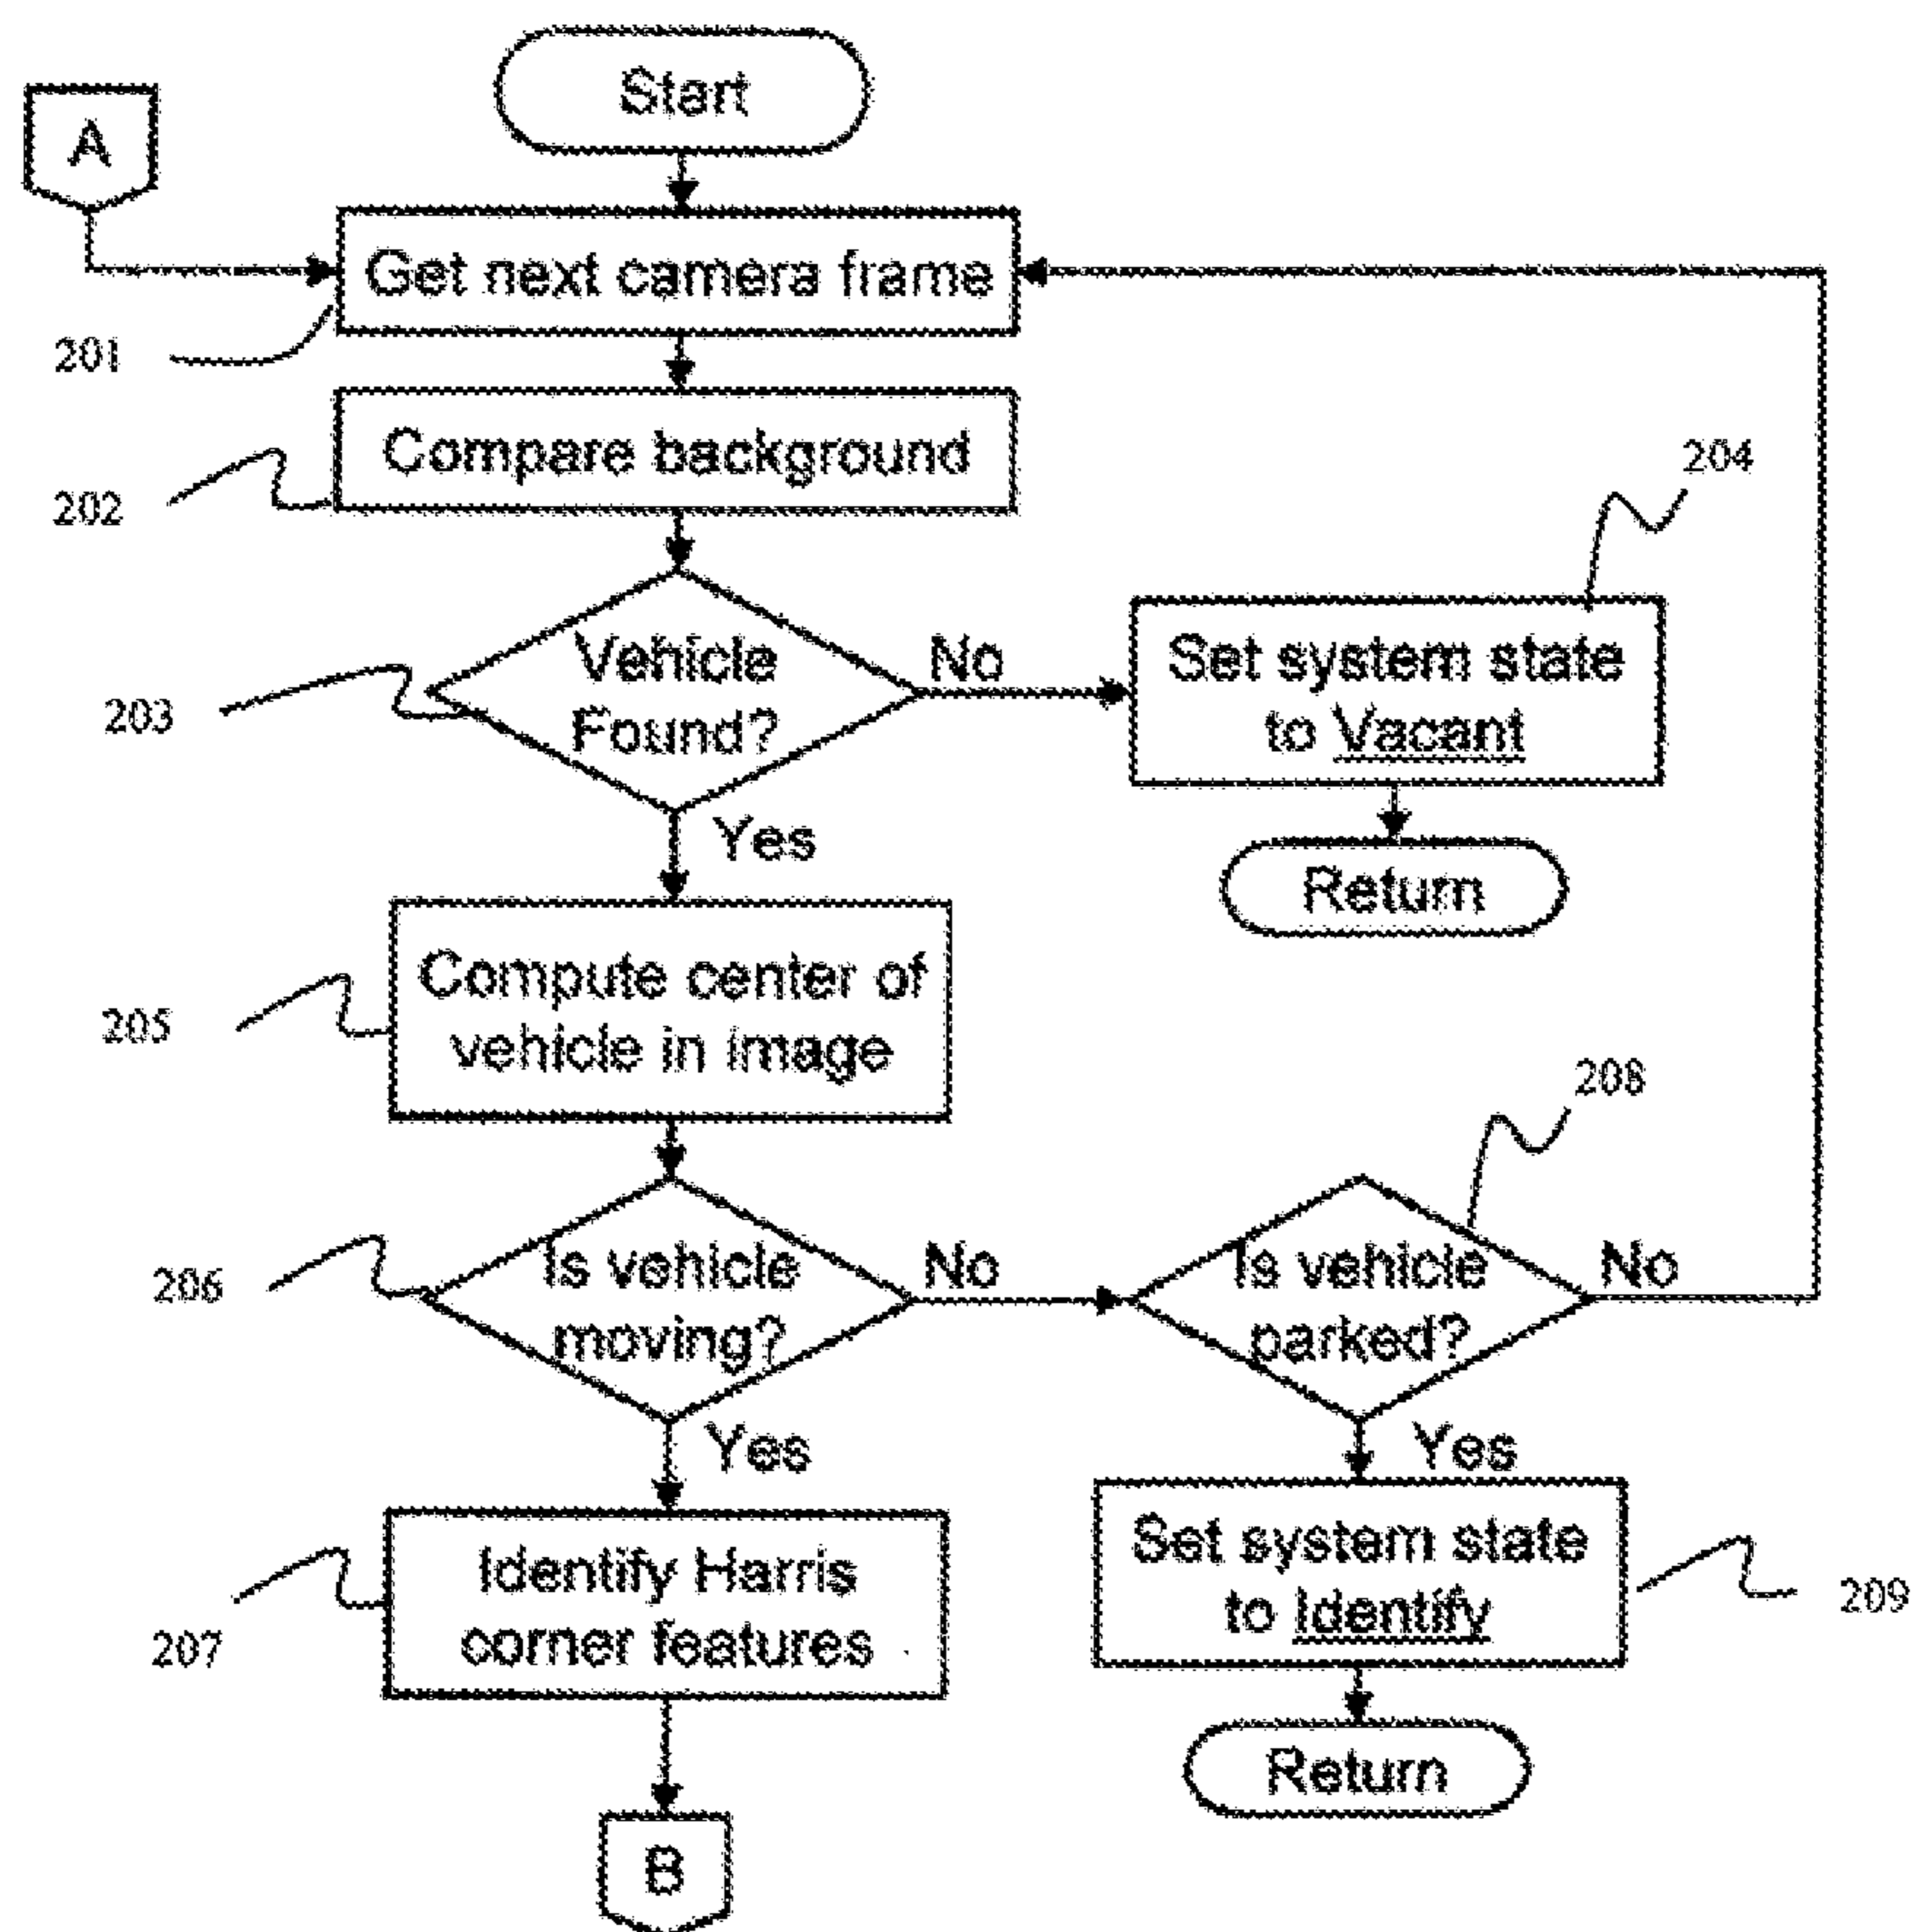 Start
A
Get next camera frame
201
Compare background
202
204
Vehicle
Found?
No
Set system state
to Vacant
203
Yes
Return
Compute center of
vehicle in image
205
208
Is vehicle
moving?
No
Is vehicle
parked?
No
206
Yes
Yes
Identify Harris
corner features
Set system state
to Identify
207
209
Return
B